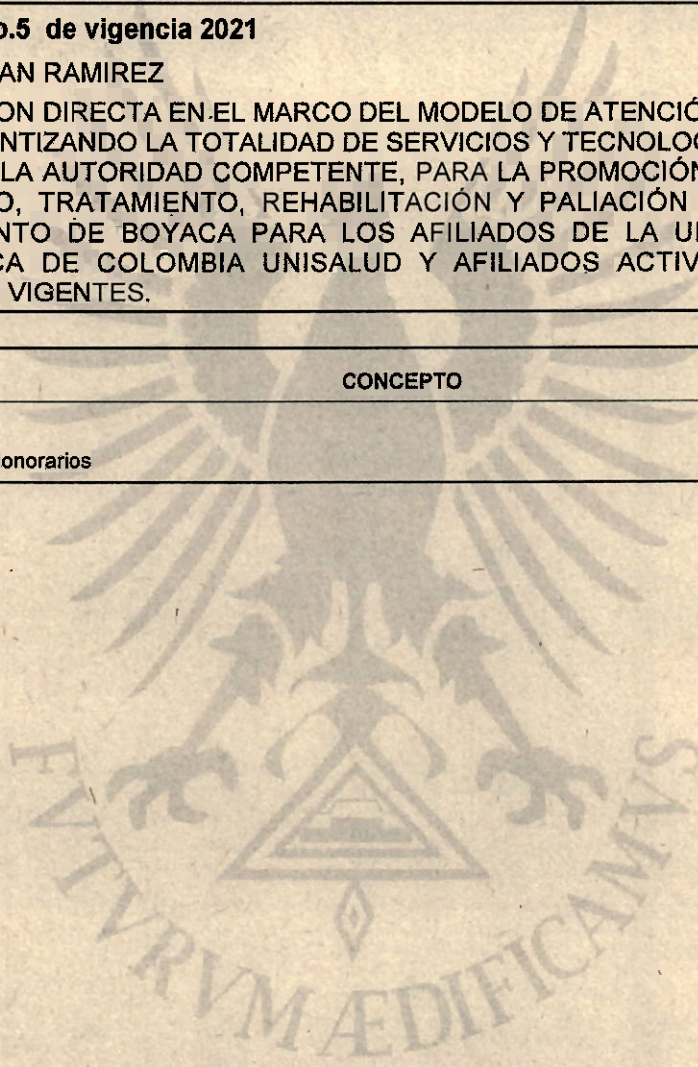 o.5 de vigencia 2021
AN RAMIREZ
ON DIRECTA EN EL MARCO DEL MODELO DE ATENCIÓ
NTIZANDO LA TOTALIDAD DE SERVICIOS Y TECNOLOG
LA AUTORIDAD COMPETENTE, PARA LA PROMOCIÓN
O, TRATAMIENTO, REHABILITACIÓN Y PALIACIÓN
NTO DE BOYACA PARA LOS AFILIADOS DE LA U
CA DE COLOMBIA UNISALUD Y AFILIADOS ACTIV
VIGENTES.
CONCEPTO
onorarios
FVTVRVM ÆDIFICAMVS